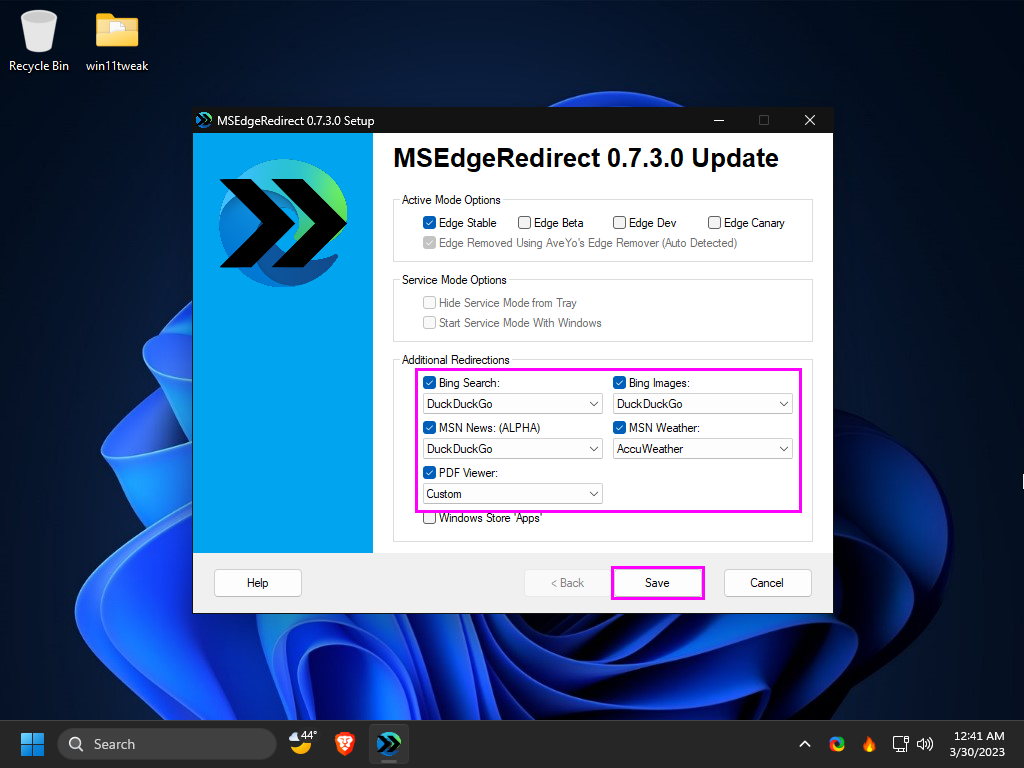 Recycle Bin
win11tweak
MSEdgeRedirect 0.7.3.0 Setup
MSEdgeRedirect 0.7.3.0 Update
Active Mode Options
Edge Stable Edge Beta Edge Dev Edge Canary
Edge Removed Using AveYo's Edge Remover (Auto Detected)
Service Mode Options
Hide Service Mode from Tray
Start Service Mode With Windows
Additional Redirections
Bing Search: Bing Images:
DuckDuckGo DuckDuckGo
MSN News: (ALPHA) MSN Weather:
DuckDuckGo AccuWeather
PDF Viewer:
Custom
Windows Store 'Apps'
Help < Back Save Cancel
Search
44°
12:41 AM
3/30/2023